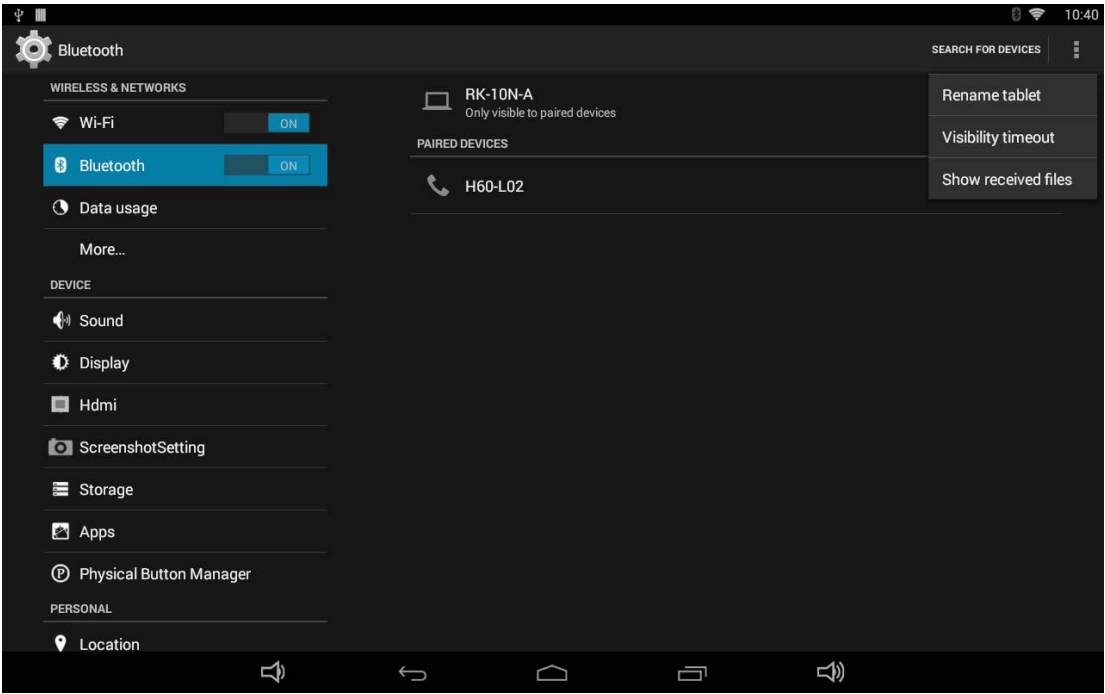 10:40
Bluetooth
SEARCH FOR DEVICES
Rename tablet
Visibility timeout
Show received files
WIRELESS & NETWORKS
Wi-Fi
ON
Bluetooth
ON
Data usage
More...
DEVICE
Sound
Display
Hdmi
ScreenshotSetting
Storage
Apps
P Physical Button Manager
PERSONAL
Location
RK-10N-A
Only visible to paired devices
PAIRED DEVICES
H60-L02